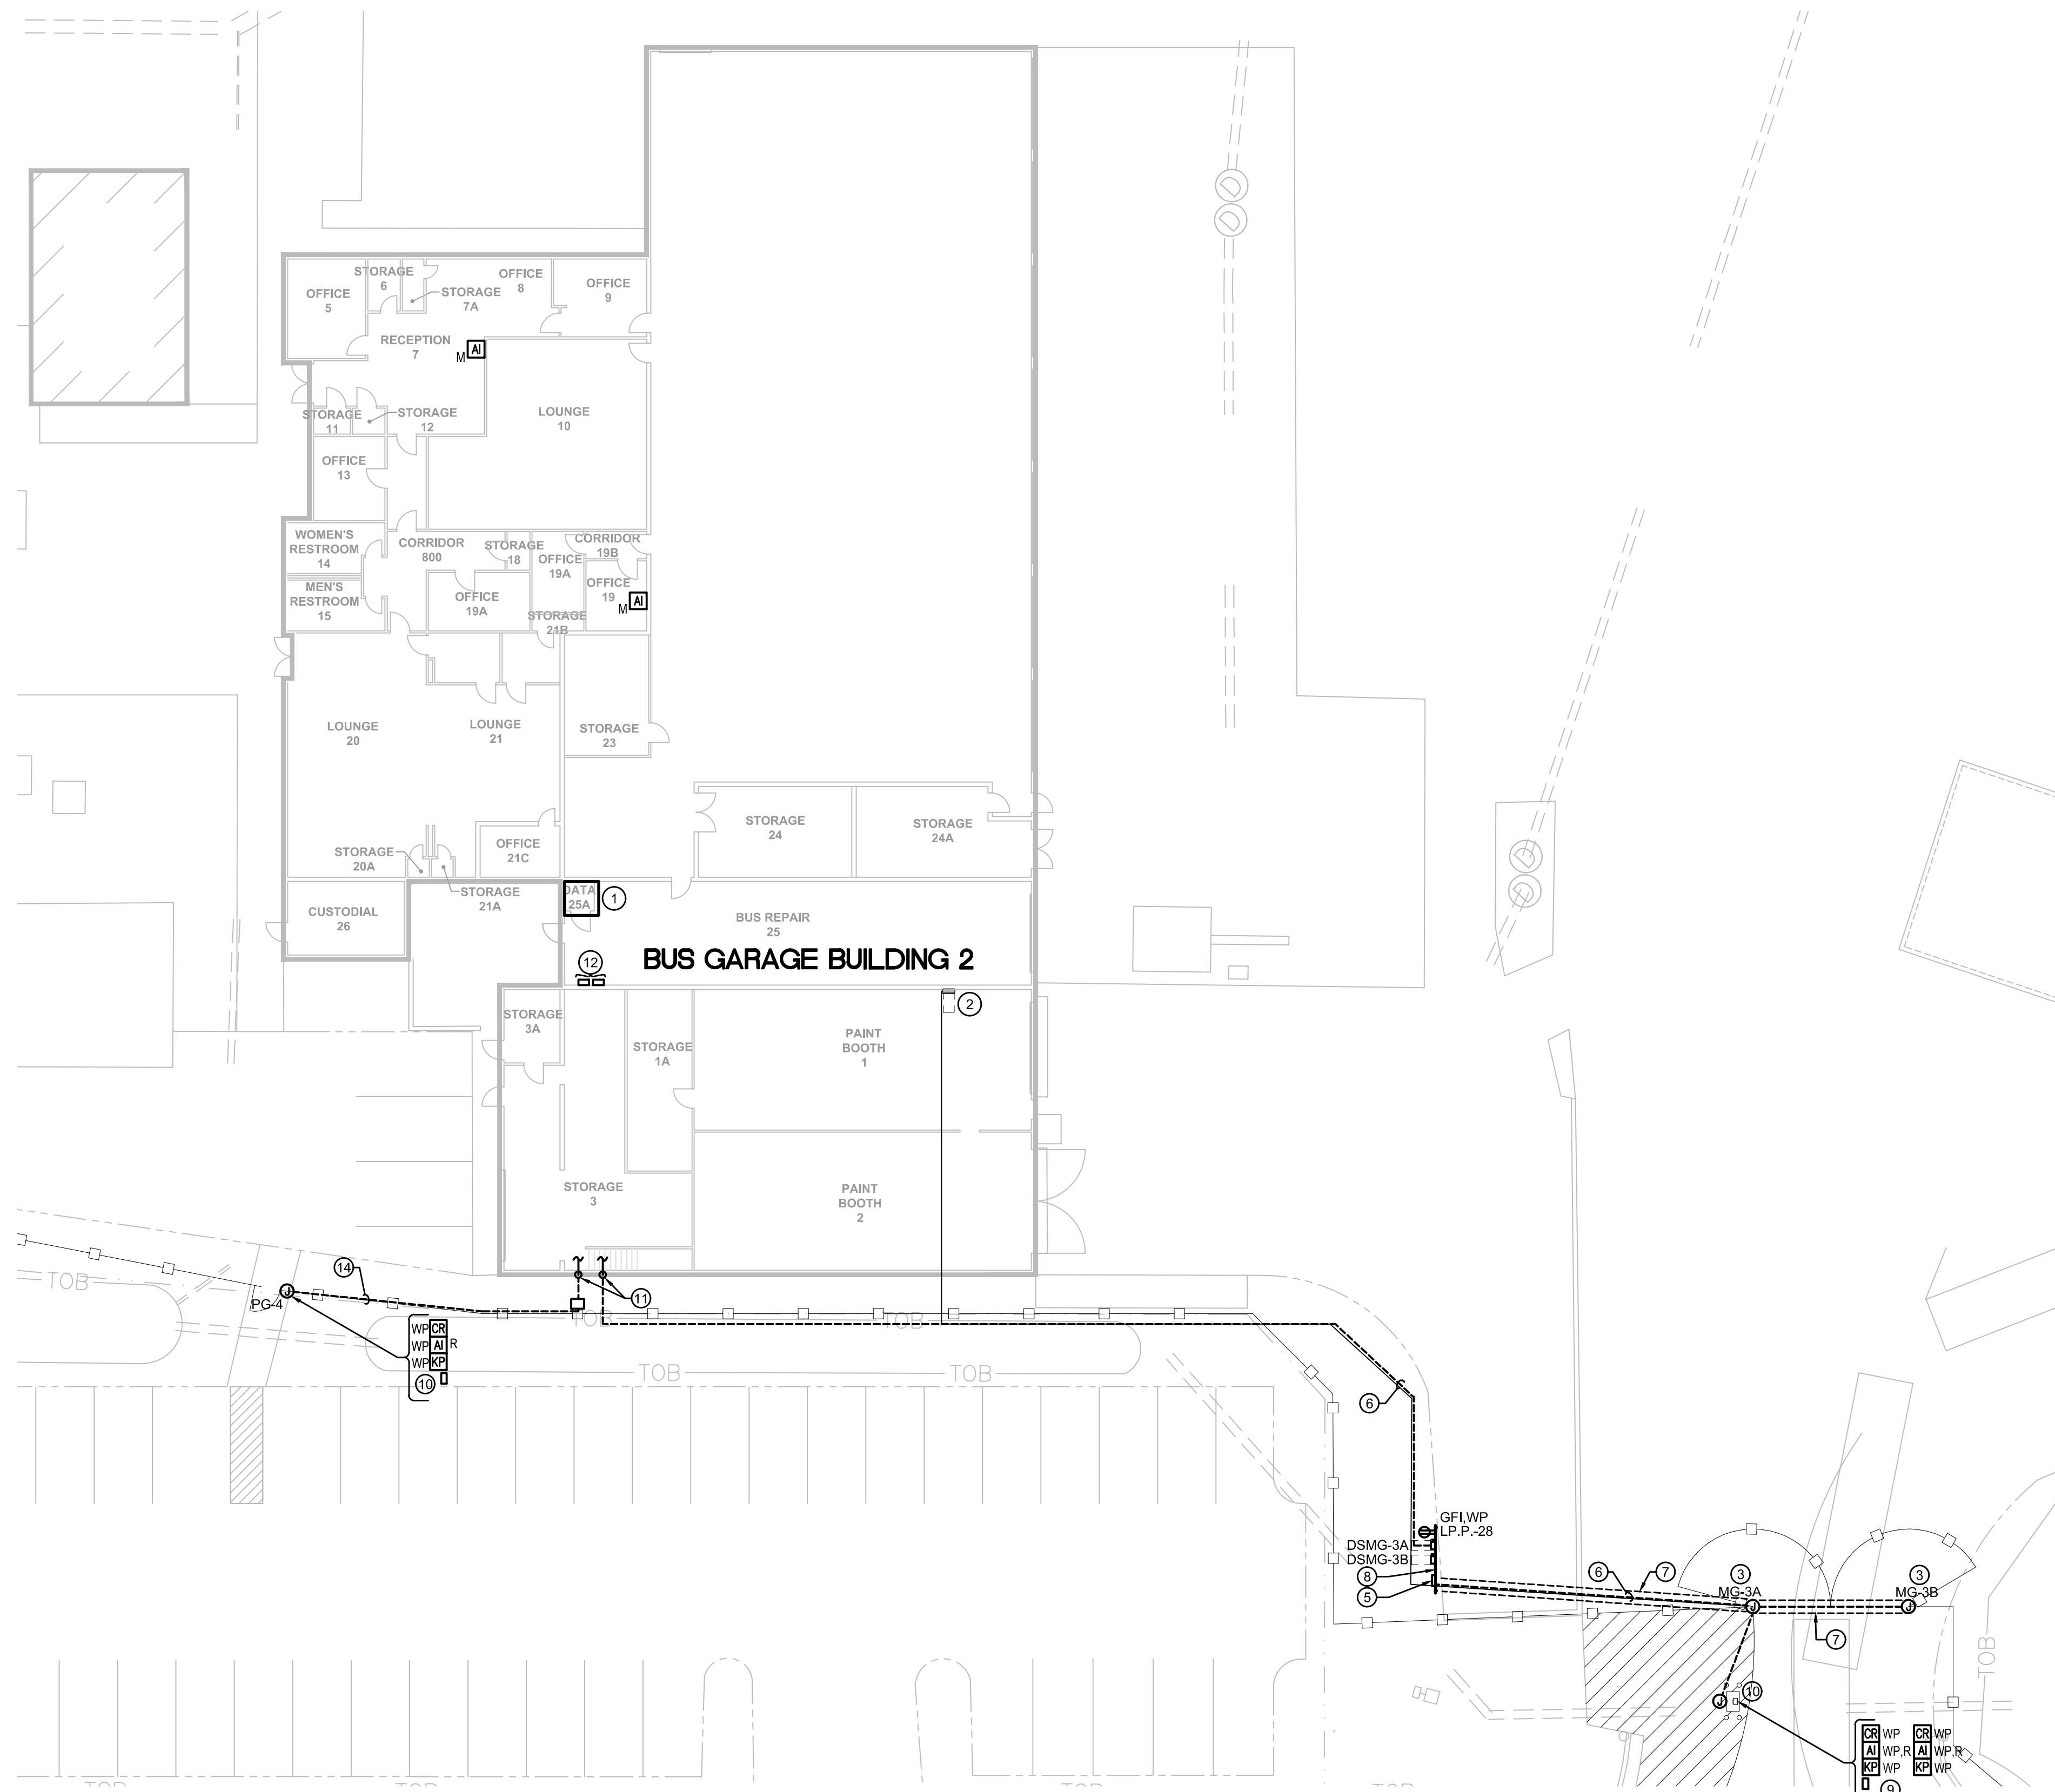 STORAGE
6
OFFICE
5
STORAGE
7A
OFFICE
8
OFFICE
9
RECEPTION
7
M AI
STORAGE
11
STORAGE
12
LOUNGE
10
OFFICE
13
WOMEN'S
RESTROOM
14
CORRIDOR
800
STORAGE
18
OFFICE
19A
CORRIDOR
19B
MEN'S
RESTROOM
15
OFFICE
19A
OFFICE
19
M AI
STORAGE
21B
LOUNGE
20
LOUNGE
21
STORAGE
23
STORAGE
24
STORAGE
24A
OFFICE
21C
STORAGE
20A
STORAGE
21A
DATA
25A
1
CUSTODIAL
26
BUS REPAIR
25
BUS GARAGE BUILDING 2
12
2
STORAGE
3A
STORAGE
1A
PAINT
BOOTH
1
STORAGE
3
PAINT
BOOTH
2
D
D
D
D
14
TOB
J
PG-4
11
TOB
TOB
WP CR
WP AI R
WP KP
10
TOB
TOB
6
GFI,WP
LP.P.-28
DSMG-3A
DSMG-3B
8
5
6
7
3
MG-3A
J
3
MG-3B
J
7
TOB
J
10
CR WP CR WP
AI WP,R AI WP,R
KP WP KP WP
9
TOB
TOB
TOB
TOB